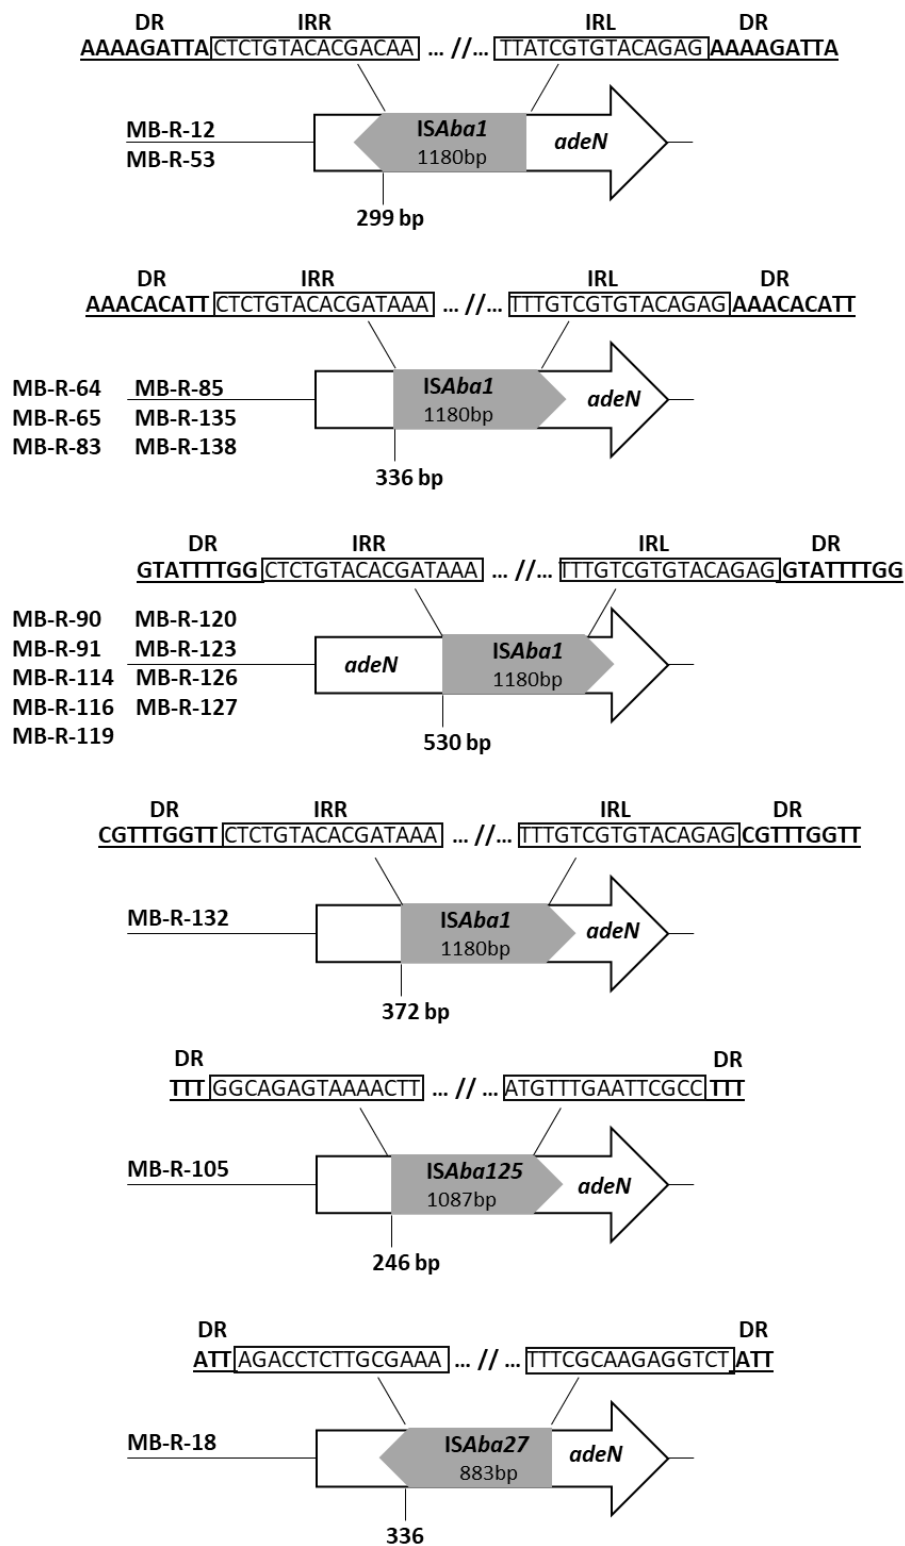 DR IRR IRL DR
AAAAGATTA CTCTGTACACGACAA ... //... TTATCGTGTACAGAG AAAAGATTA
MB-R-12
MB-R-53
ISAba1
1180bp
adeN
299 bp
DR IRR IRL DR
AAACACATT CTCTGTACACGATAAA ... //... TTTGTCGTGTACAGAG AAACACATT
MB-R-64 MB-R-85
MB-R-65 MB-R-135
MB-R-83 MB-R-138
ISAba1
1180bp
adeN
336 bp
DR IRR IRL DR
GTATTTTGG CTCTGTACACGATAAA ... //... TTTGTCGTGTACAGAG GTATTTTGG
MB-R-90 MB-R-120
MB-R-91 MB-R-123
MB-R-114 MB-R-126
MB-R-116 MB-R-127
MB-R-119
adeN
ISAba1
1180bp
530 bp
DR IRR IRL DR
CGTTTGGTT CTCTGTACACGATAAA ... //... TTTGTCGTGTACAGAG CGTTTGGTT
MB-R-132
ISAba1
1180bp
adeN
372 bp
DR DR
TTT GGCAGAGTAAAACTT ... // ... ATGTTTGAATTCGCC TTT
MB-R-105
ISAba125
1087bp
adeN
246 bp
DR DR
ATT AGACCTCTTGCGAAA ... // ... TTTCGCAAGAGGTCT ATT
MB-R-18
ISAba27
883bp
adeN
336